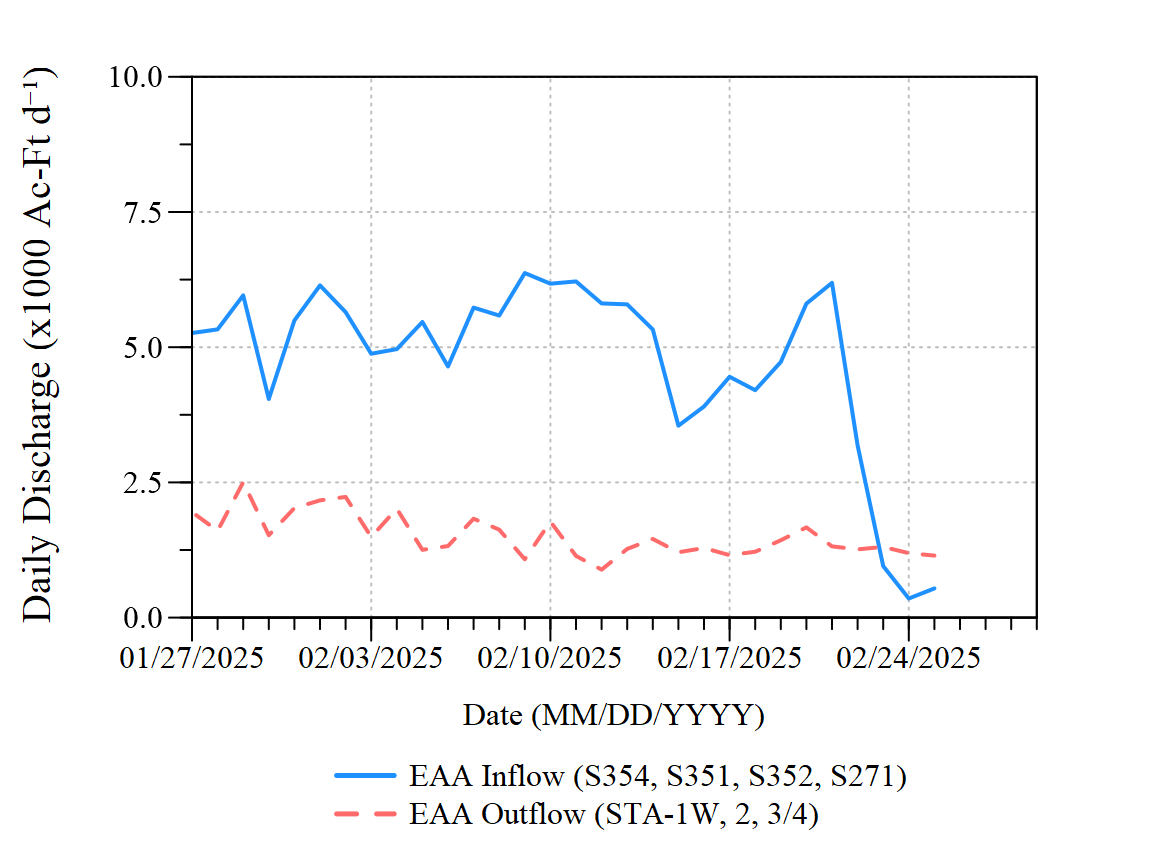 Daily Discharge (x1000 Ac-Ft d⁻¹)
10.0
7.5
5.0
2.5
0.0
01/27/2025 02/03/2025 02/10/2025 02/17/2025 02/24/2025
Date (MM/DD/YYYY)
EAA Inflow (S354, S351, S352, S271)
EAA Outflow (STA-1W, 2, 3/4)